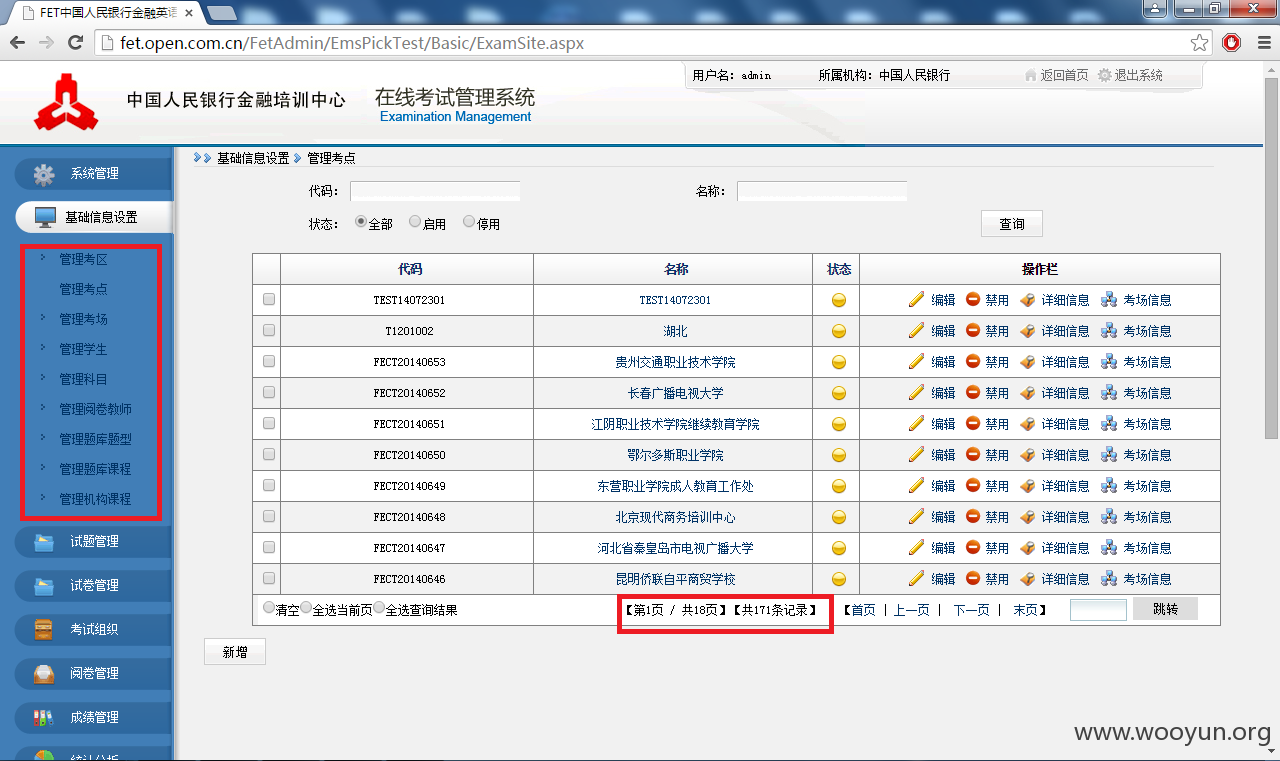 FET中国人民银行金融英语
fet.open.com.cn/FetAdmin/EmsPickTest/Basic/ExamSite.aspx
用户名：admin 所属机构：中国人民银行 返回首页 退出系统
中国人民银行金融培训中心 在线考试管理系统
Examination Management
系统管理
基础信息设置
管理考区
管理考点
管理考场
管理学生
管理科目
管理阅卷教师
管理题库题型
管理题库课程
管理机构课程
试题管理
试卷管理
考试组织
阅卷管理
成绩管理
统计分析
基础信息设置 管理考点
代码： 名称：
状态： 全部 启用 停用 查询
代码 名称 状态 操作栏
TEST14072301 TEST14072301 编辑 禁用 详细信息 考场信息
T1201002 湖北 编辑 禁用 详细信息 考场信息
FECT20140653 贵州交通职业技术学院 编辑 禁用 详细信息 考场信息
FECT20140652 长春广播电视大学 编辑 禁用 详细信息 考场信息
FECT20140651 江阴职业技术学院继续教育学院 编辑 禁用 详细信息 考场信息
FECT20140650 鄂尔多斯职业学院 编辑 禁用 详细信息 考场信息
FECT20140649 东营职业学院成人教育工作处 编辑 禁用 详细信息 考场信息
FECT20140648 北京现代商务培训中心 编辑 禁用 详细信息 考场信息
FECT20140647 河北省秦皇岛市电视广播大学 编辑 禁用 详细信息 考场信息
FECT20140646 昆明侨联自平商贸学校 编辑 禁用 详细信息 考场信息
清空 全选当前页 全选查询结果 【第1页 / 共18页】【共171条记录】 【首页 | 上一页 | 下一页 | 末页】 跳转
新增
www.wooyun.org